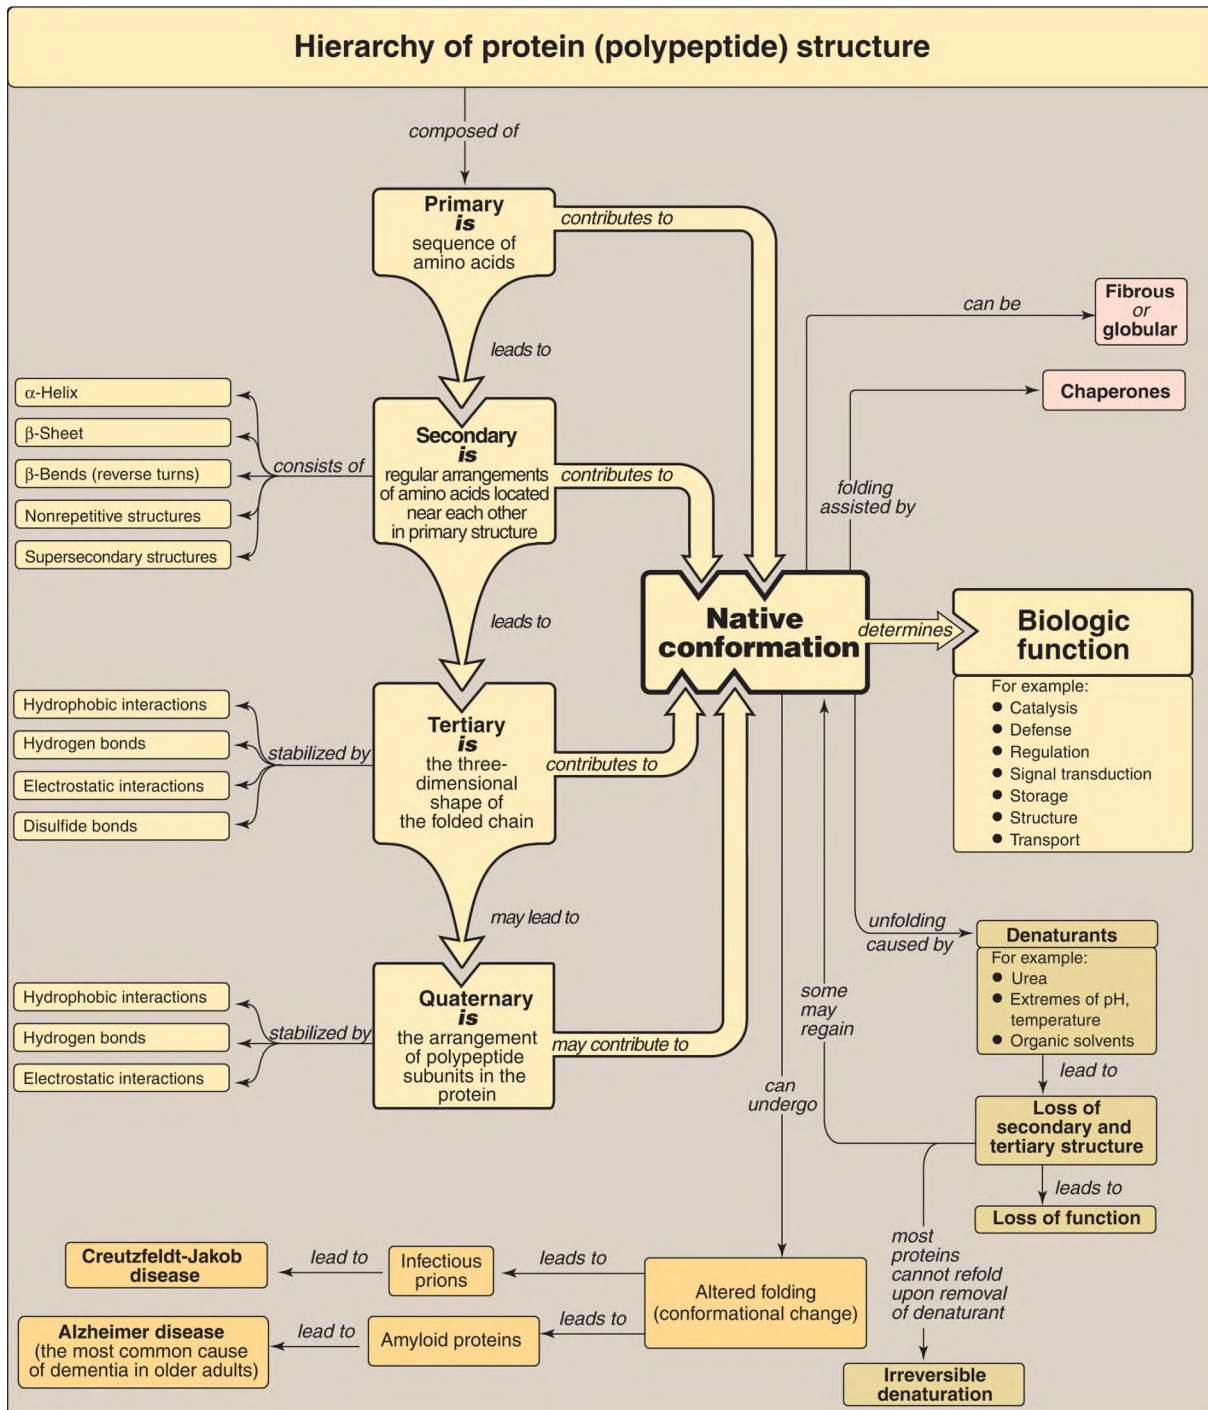 Hierarchy of protein (polypeptide) structure
composed of
Primary
is
sequence of
amino acids
contributes to
leads to
can be
Fibrous
or
globular
Chaperones
folding
assisted by
α-Helix
β-Sheet
β-Bends (reverse turns)
Nonrepetitive structures
Supersecondary structures
consists of
Secondary
is
regular arrangements
of amino acids located
near each other
in primary structure
contributes to
leads to
Native
conformation
determines
Biologic
function
For example:
● Catalysis
● Defense
● Regulation
● Signal transduction
● Storage
● Structure
● Transport
Hydrophobic interactions
Hydrogen bonds
Electrostatic interactions
Disulfide bonds
stabilized by
Tertiary
is
the three-
dimensional
shape of
the folded chain
contributes to
may lead to
unfolding
caused by
Denaturants
For example:
● Urea
● Extremes of pH,
temperature
● Organic solvents
Hydrophobic interactions
Hydrogen bonds
Electrostatic interactions
stabilized by
Quaternary
is
the arrangement
of polypeptide
subunits in the
protein
may contribute to
some
may
regain
can
undergo
lead to
Loss of
secondary and
tertiary structure
leads to
Loss of function
most
proteins
cannot refold
upon removal
of denaturant
Irreversible
denaturation
Altered folding
(conformational change)
leads to
Infectious
prions
lead to
Creutzfeldt-Jakob
disease
leads to
Amyloid proteins
lead to
Alzheimer disease
(the most common cause
of dementia in older adults)